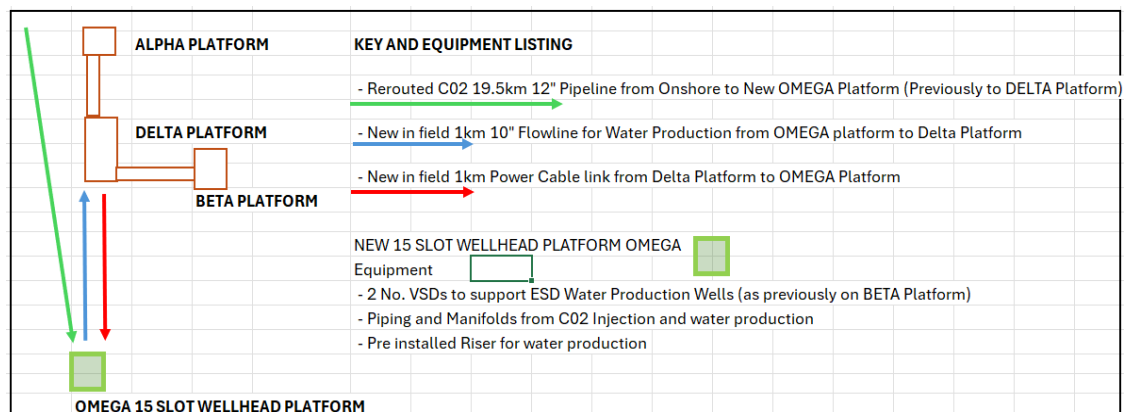 ALPHA PLATFORM
KEY AND EQUIPMENT LISTING
- Rerouted C02 19.5km 12" Pipeline from Onshore to New OMEGA Platform (Previously to DELTA Platform)
DELTA PLATFORM
- New in field 1km 10" Flowline for Water Production from OMEGA platform to Delta Platform
- New in field 1km Power Cable link from Delta Platform to OMEGA Platform
BETA PLATFORM
NEW 15 SLOT WELLHEAD PLATFORM OMEGA
Equipment
- 2 No. VSDs to support ESD Water Production Wells (as previously on BETA Platform)
- Piping and Manifolds from C02 Injection and water production
- Pre installed Riser for water production
OMEGA 15 SLOT WELLHEAD PLATFORM